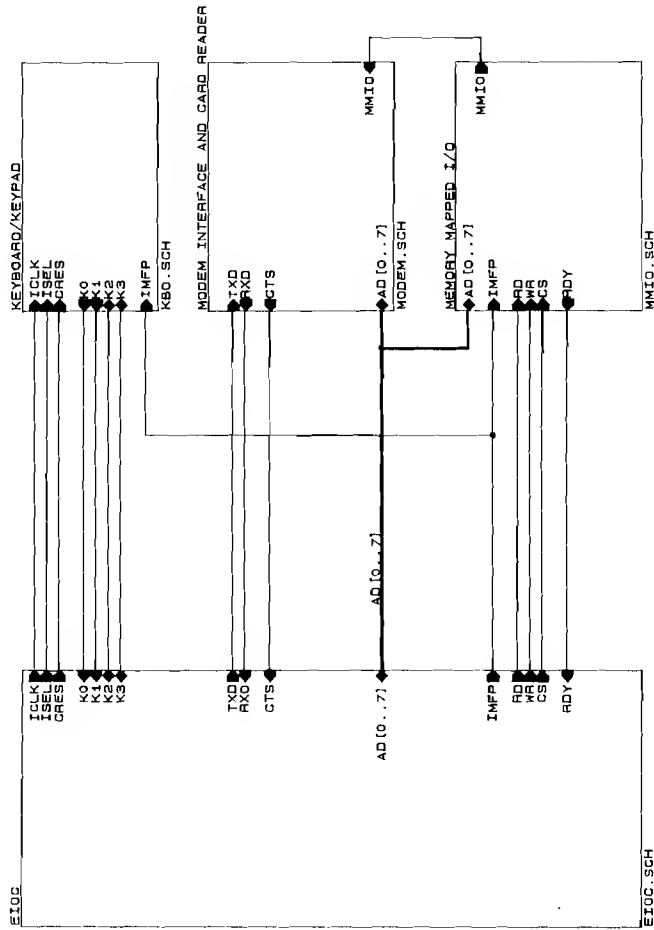 KEYBOARD/KEYPAD
ICLK
ISEL
CRES
K0
K1
K2
K3
IMFP
KBD.SCH
MODEM INTERFACE AND CARD READER
TXD
RXD
CTS
MMIO
AD[0..7]
MODEM.SCH
MEMORY MAPPED I/O
AD[0..7]
MMIO
IMFP
RD
WR
CS
RDY
MMIO.SCH
AD[0..7]
EIOC
ICLK
ISEL
CRES
K0
K1
K2
K3
TXD
RXD
CTS
AD[0..7]
IMFP
RD
WR
CS
RDY
EIOC.SCH